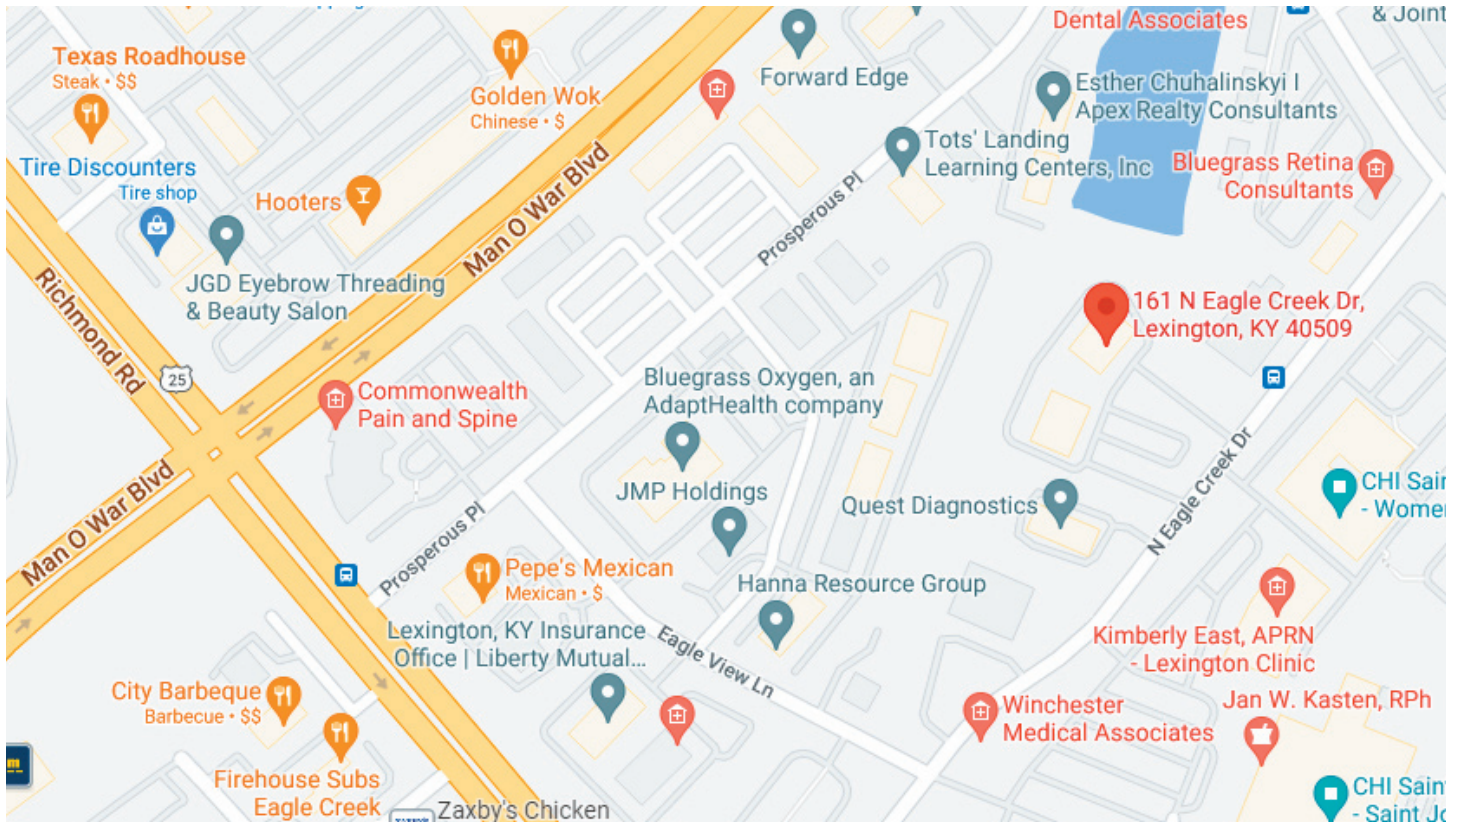 Dental Associates
& Joint
Texas Roadhouse
Steak • $$
Golden Wok
Chinese • $
Forward Edge
Esther Chuhalinskyi I
Apex Realty Consultants
Tots' Landing
Learning Centers, Inc
Bluegrass Retina
Consultants
Tire Discounters
Tire shop
Hooters
Man O War Blvd
Prosperous Pl
JGD Eyebrow Threading
& Beauty Salon
Richmond Rd
25
161 N Eagle Creek Dr,
Lexington, KY 40509
Commonwealth
Pain and Spine
Bluegrass Oxygen, an
AdaptHealth company
JMP Holdings
Quest Diagnostics
N Eagle Creek Dr
CHI Sain
- Women
Man O War Blvd
Prosperous Pl
Pepe's Mexican
Mexican • $
Hanna Resource Group
Lexington, KY Insurance
Office | Liberty Mutual...
Eagle View Ln
Kimberly East, APRN
- Lexington Clinic
City Barbeque
Barbecue • $$
Winchester
Medical Associates
Jan W. Kasten, RPh
Firehouse Subs
Eagle Creek
Zaxby's Chicken
CHI Sain
- Saint Jo